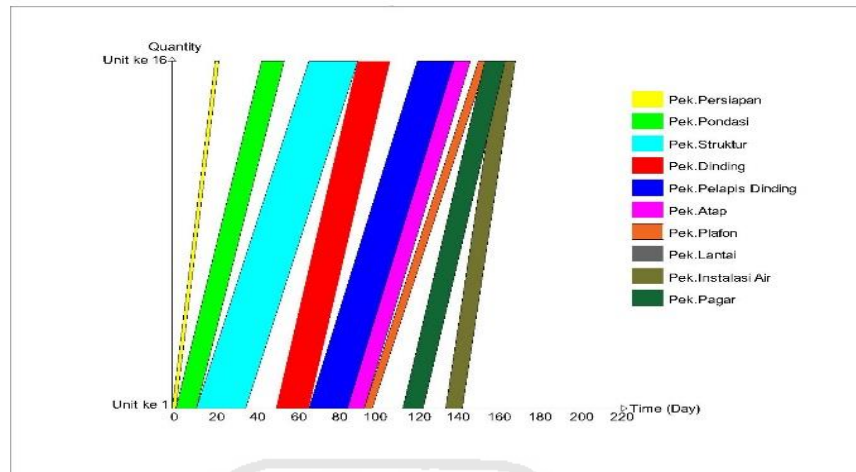 Quantity
Unit ke 16
Pek.Persiapan
Pek.Pondasi
Pek.Struktur
Pek.Dinding
Pek.Pelapis Dinding
Pek.Atap
Pek.Plafon
Pek.Lantai
Pek.Instalasi Air
Pek.Pagar
Unit ke 1
0 20 40 60 80 100 120 140 160 180 200 220
Time (Day)